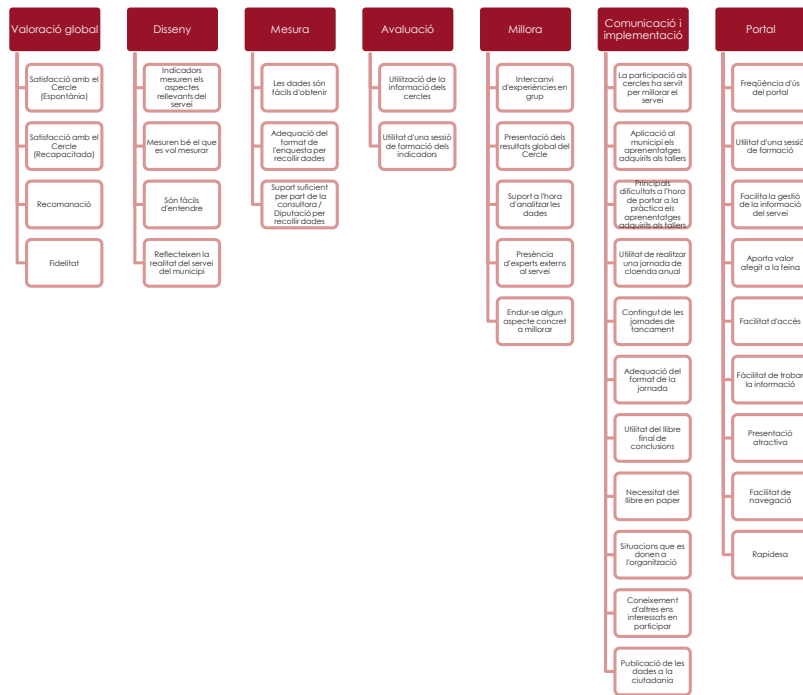 Valoració global
Satisfacció amb el
Cercle
(Espontània)
Satisfacció amb el
Cercle
(Recapacitada)
Recomanació
Fidelitat
Disseny
Indicadors
mesuren els
aspectes
rellevants del
servei
Mesuren bé el que
es vol mesurar
Són fàcils
d'entendre
Reflecteixen la
realitat del servei
del municipi
Mesura
Les dades són
fàcils d'obtenir
Adequació del
format de
l'enquesta per
recollir dades
Suport suficient
per part de la
consultora /
Diputació per
recollir dades
Avaluació
Utilització de la
informació dels
cercles
Utilitat d'una sessió
de formació dels
indicadors
Millora
Intercanvi
d'experiències en
grup
Presentació dels
resultats global del
Cercle
Suport a l'hora
d'analitzar les
dades
Presència
d'experts externs
al servei
Endur-se algun
aspecte concret
a millorar
Comunicació i
implementació
La participació als
cercles ha servit
per millorar el
servei
Aplicació al
municipi els
aprenentatges
adquirits als tallers
Principals
dificultats a l'hora
de portar a la
pràctica els
aprenentatges
adquirits als tallers
Utilitat de realitzar
una jornada de
cloenda anual
Contingut de les
jornades de
tancament
Adequació del
format de la
jornada
Utilitat del llibre
final de
conclusions
Necessitat del
llibre en paper
Situacions que es
donen a
l'organització
Coneixement
d'altres ens
interessats en
participar
Publicació de les
dades a la
ciutadania
Portal
Freqüència d'ús
del portal
Utilitat d'una sessió
de formació
Facilita la gestió
de la informació
del servei
Aporta valor
afegit a la feina
Facilitat d'accés
Fàcilitat de trobar
la informació
Presentació
atractiva
Facilitat de
navegació
Rapidesa